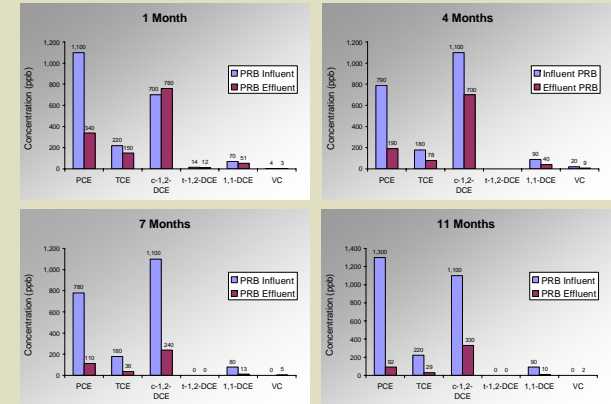 1 Month
Concentration (ppb)
1,200
1,000
800
600
400
200
0
1,100
340
220
150
700
760
14 12
70
51
4 3
PRB Influent
PRB Effluent
PCE TCE c-1,2- t-1,2-DCE 1,1-DCE VC
DCE
4 Months
Concentration (ppb)
1,200
1,000
800
600
400
200
0
790
190
180
78
1,100
700
90
40
20
9
Influent PRB
Effluent PRB
PCE TCE c-1,2- t-1,2-DCE 1,1-DCE VC
DCE
7 Months
Concentration (ppb)
1,200
1,000
800
600
400
200
0
780
110
180
36
1,100
240
0 0
80
13
0 5
PRB Influent
PRB Effluent
PCE TCE c-1,2- t-1,2-DCE 1,1-DCE VC
DCE
11 Months
Concentration (ppb)
1,400
1,200
1,000
800
600
400
200
0
1,300
92
220
29
1,100
330
0 0
90
10
0 2
PRB Influent
PRB Effluent
PCE TCE c-1,2- t-1,2-DCE 1,1-DCE VC
DCE